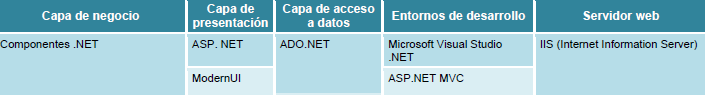 Capa de negocio
Capa de
presentación
Capa de acceso
a datos
Entornos de desarrollo
Servidor web
Componentes .NET
ASP. NET
ADO.NET
Microsoft Visual Studio
.NET
IIS (Internet Information Server)
ModernUI
ASP.NET MVC